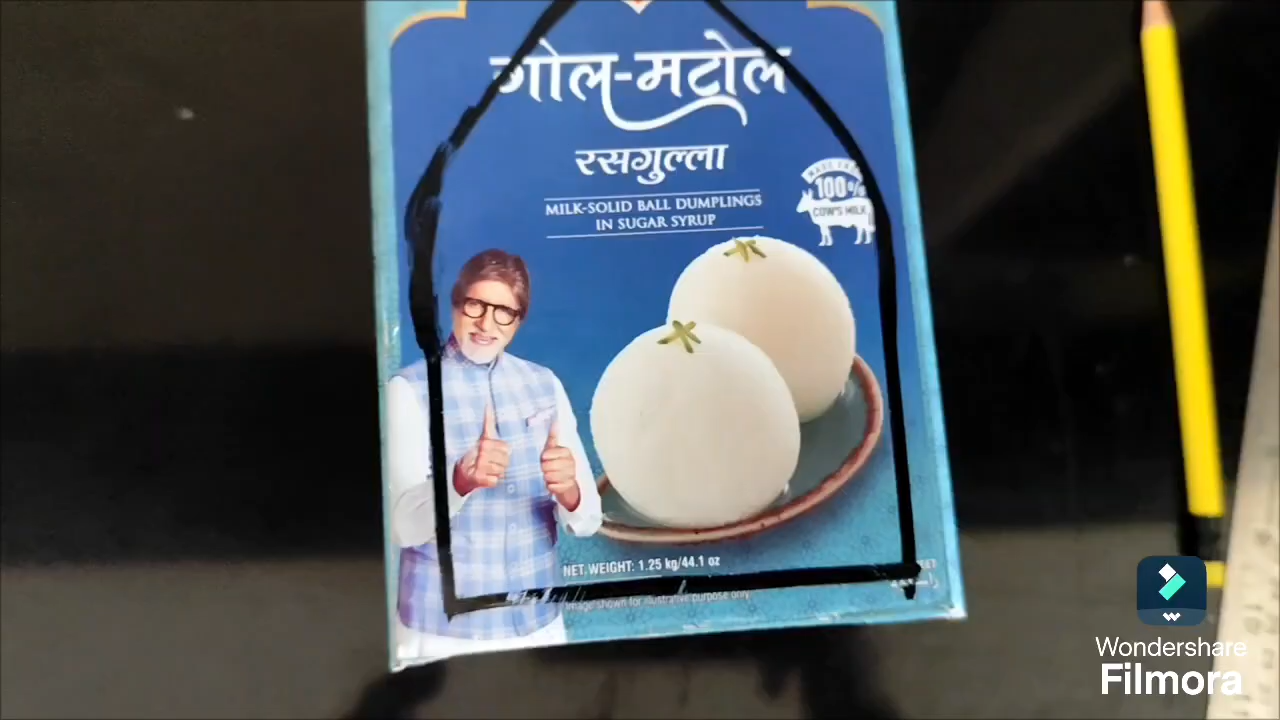 गोल-मटोल
रसगुल्ला
MILK-SOLID BALL DUMPLINGS
IN SUGAR SYRUP
100%
COW'S MILK
NET WEIGHT: 1.25 kg/44.1 oz
Image shown for illustrative purpose only
Wondershare
Filmora